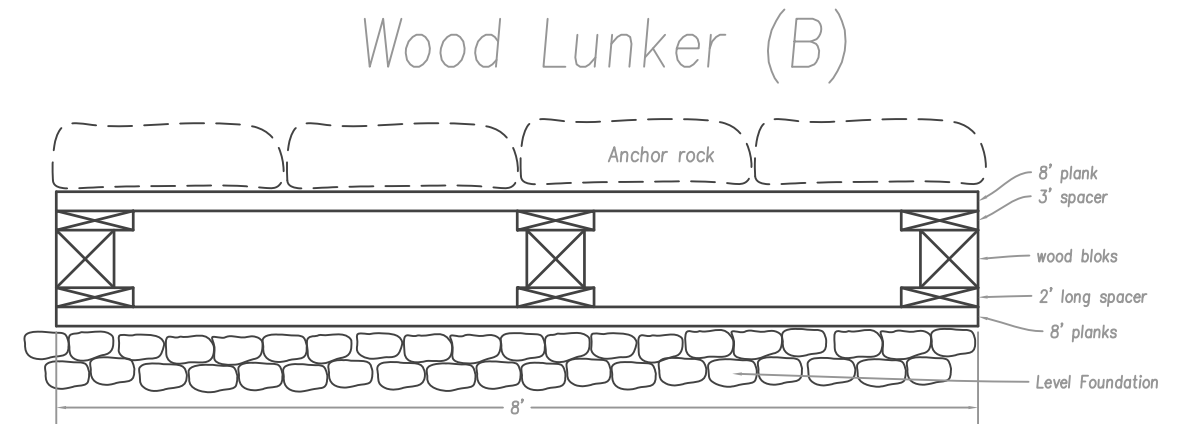 Wood Lunker (B)
Anchor rock
8' plank
3' spacer
wood bloks
2' long spacer
8' planks
Level Foundation
8'